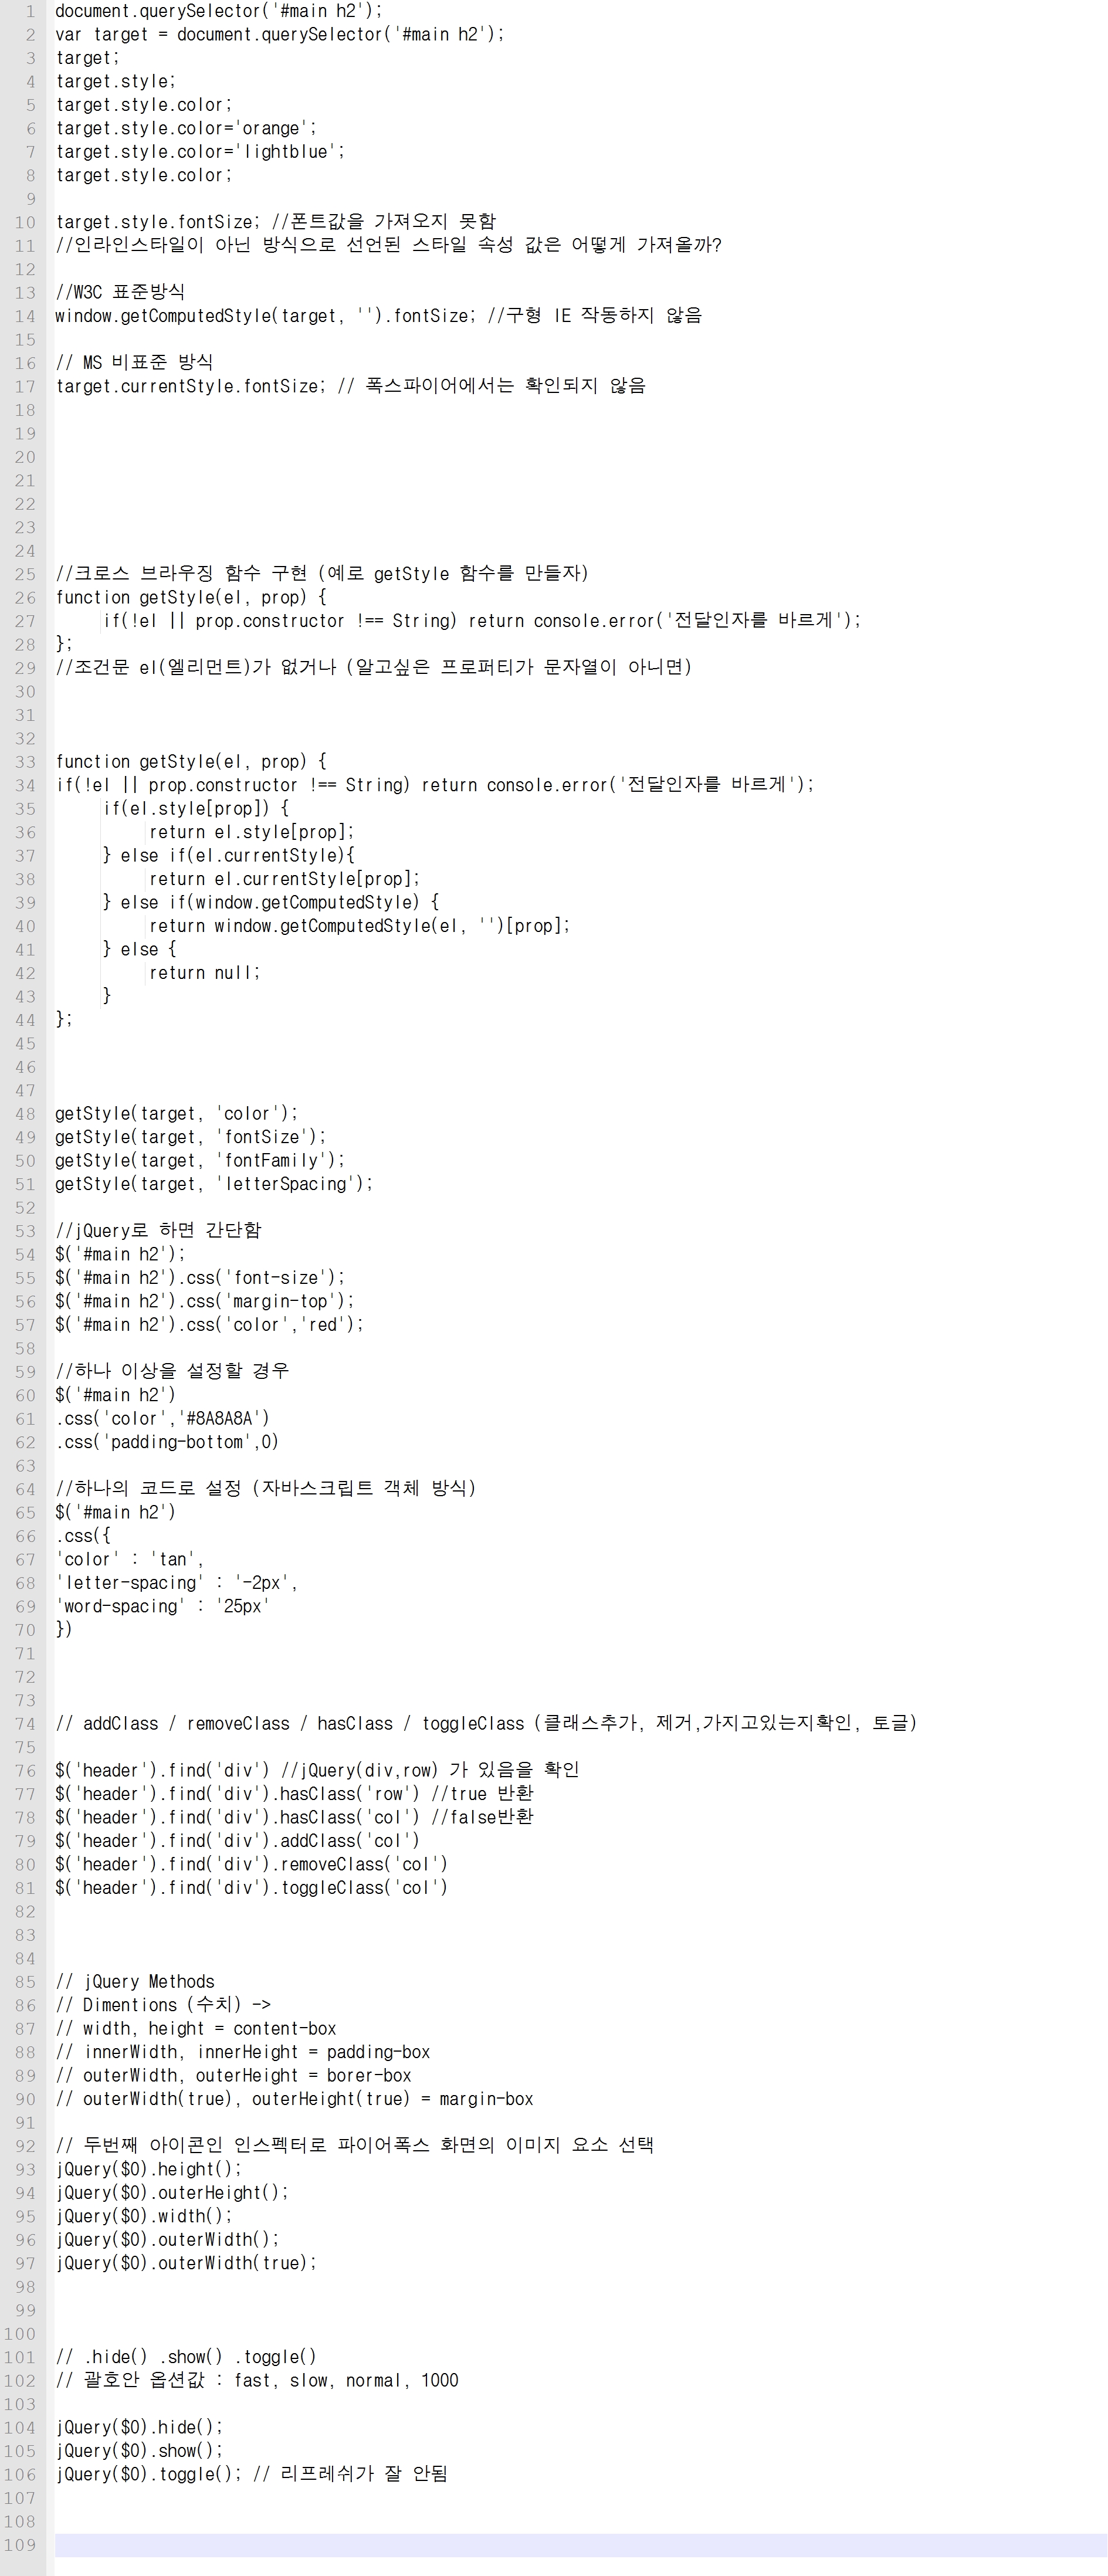 1 document.querySelector('#main h2');
2 var target = document.querySelector('#main h2');
3 target;
4 target.style;
5 target.style.color;
6 target.style.color='orange';
7 target.style.color='lightblue';
8 target.style.color;
9
10 target.style.fontSize; //폰트값을 가져오지 못함
11 //인라인스타일이 아닌 방식으로 선언된 스타일 속성 값은 어떻게 가져올까?
12
13 //W3C 표준방식
14 window.getComputedStyle(target, '').fontSize; //구형 IE 작동하지 않음
15
16 // MS 비표준 방식
17 target.currentStyle.fontSize; // 폭스파이어에서는 확인되지 않음
18
19
20
21
22
23
24
25 //크로스 브라우징 함수 구현 (예로 getStyle 함수를 만들자)
26 function getStyle(el, prop) {
27 if(!el || prop.constructor !== String) return console.error('전달인자를 바르게');
28 };
29 //조건문 el(엘리먼트)가 없거나 (알고싶은 프로퍼티가 문자열이 아니면)
30
31
32
33 function getStyle(el, prop) {
34 if(!el || prop.constructor !== String) return console.error('전달인자를 바르게');
35 if(el.style[prop]) {
36 return el.style[prop];
37 } else if(el.currentStyle){
38 return el.currentStyle[prop];
39 } else if(window.getComputedStyle) {
40 return window.getComputedStyle(el, '')[prop];
41 } else {
42 return null;
43 }
44 };
45
46
47
48 getStyle(target, 'color');
49 getStyle(target, 'fontSize');
50 getStyle(target, 'fontFamily');
51 getStyle(target, 'letterSpacing');
52
53 //jQuery로 하면 간단함
54 $('#main h2');
55 $('#main h2').css('font-size');
56 $('#main h2').css('margin-top');
57 $('#main h2').css('color','red');
58
59 //하나 이상을 설정할 경우
60 $('#main h2')
61 .css('color','#8A8A8A')
62 .css('padding-bottom',0)
63
64 //하나의 코드로 설정 (자바스크립트 객체 방식)
65 $('#main h2')
66 .css({
67 'color' : 'tan',
68 'letter-spacing' : '-2px',
69 'word-spacing' : '25px'
70 })
71
72
73
74 // addClass / removeClass / hasClass / toggleClass (클래스추가, 제거,가지고있는지확인, 토글)
75
76 $('header').find('div') //jQuery(div,row) 가 있음을 확인
77 $('header').find('div').hasClass('row') //true 반환
78 $('header').find('div').hasClass('col') //false반환
79 $('header').find('div').addClass('col')
80 $('header').find('div').removeClass('col')
81 $('header').find('div').toggleClass('col')
82
83
84
85 // jQuery Methods
86 // Dimentions (수치) ->
87 // width, height = content-box
88 // innerWidth, innerHeight = padding-box
89 // outerWidth, outerHeight = borer-box
90 // outerWidth(true), outerHeight(true) = margin-box
91
92 // 두번째 아이콘인 인스펙터로 파이어폭스 화면의 이미지 요소 선택
93 jQuery($0).height();
94 jQuery($0).outerHeight();
95 jQuery($0).width();
96 jQuery($0).outerWidth();
97 jQuery($0).outerWidth(true);
98
99
100
101 // .hide() .show() .toggle()
102 // 괄호안 옵션값 : fast, slow, normal, 1000
103
104 jQuery($0).hide();
105 jQuery($0).show();
106 jQuery($0).toggle(); // 리프레쉬가 잘 안됨
107
108
109